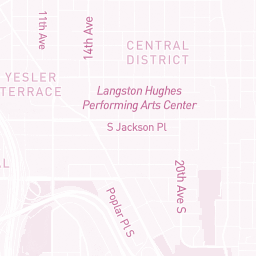 11th Ave
14th Ave
CENTRAL
DISTRICT
YESLER
TERRACE
Langston Hughes
Performing Arts Center
S Jackson Pl
20th Ave S
Poplar Pl S